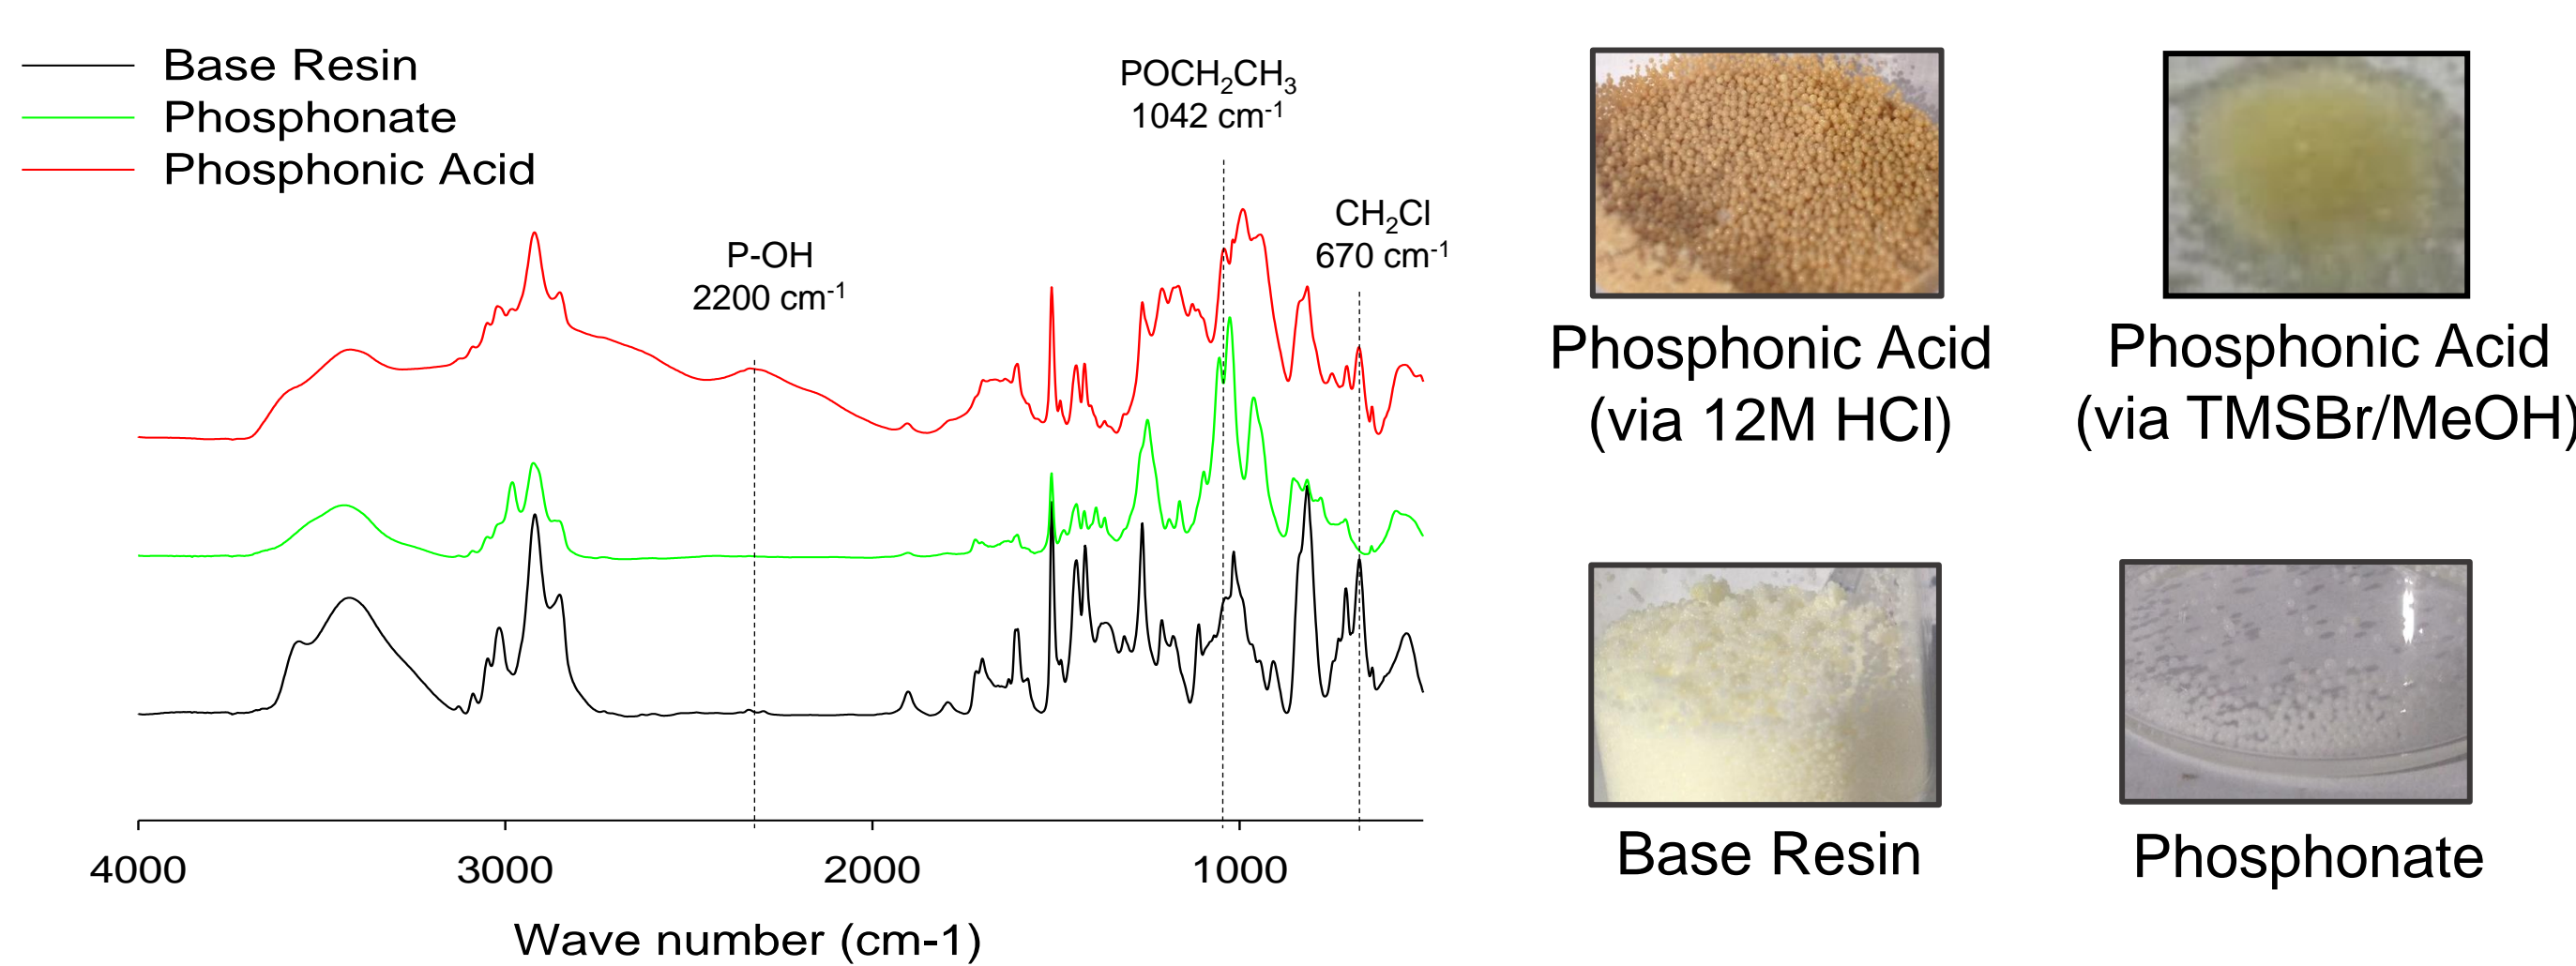 Base Resin
Phosphonate
Phosphonic Acid
POCH₂CH₃
1042 cm⁻¹
CH₂Cl
670 cm⁻¹
P-OH
2200 cm⁻¹
4000 3000 2000 1000
Wave number (cm-1)
Phosphonic Acid
(via 12M HCl)
Phosphonic Acid
(via TMSBr/MeOH)
Base Resin
Phosphonate